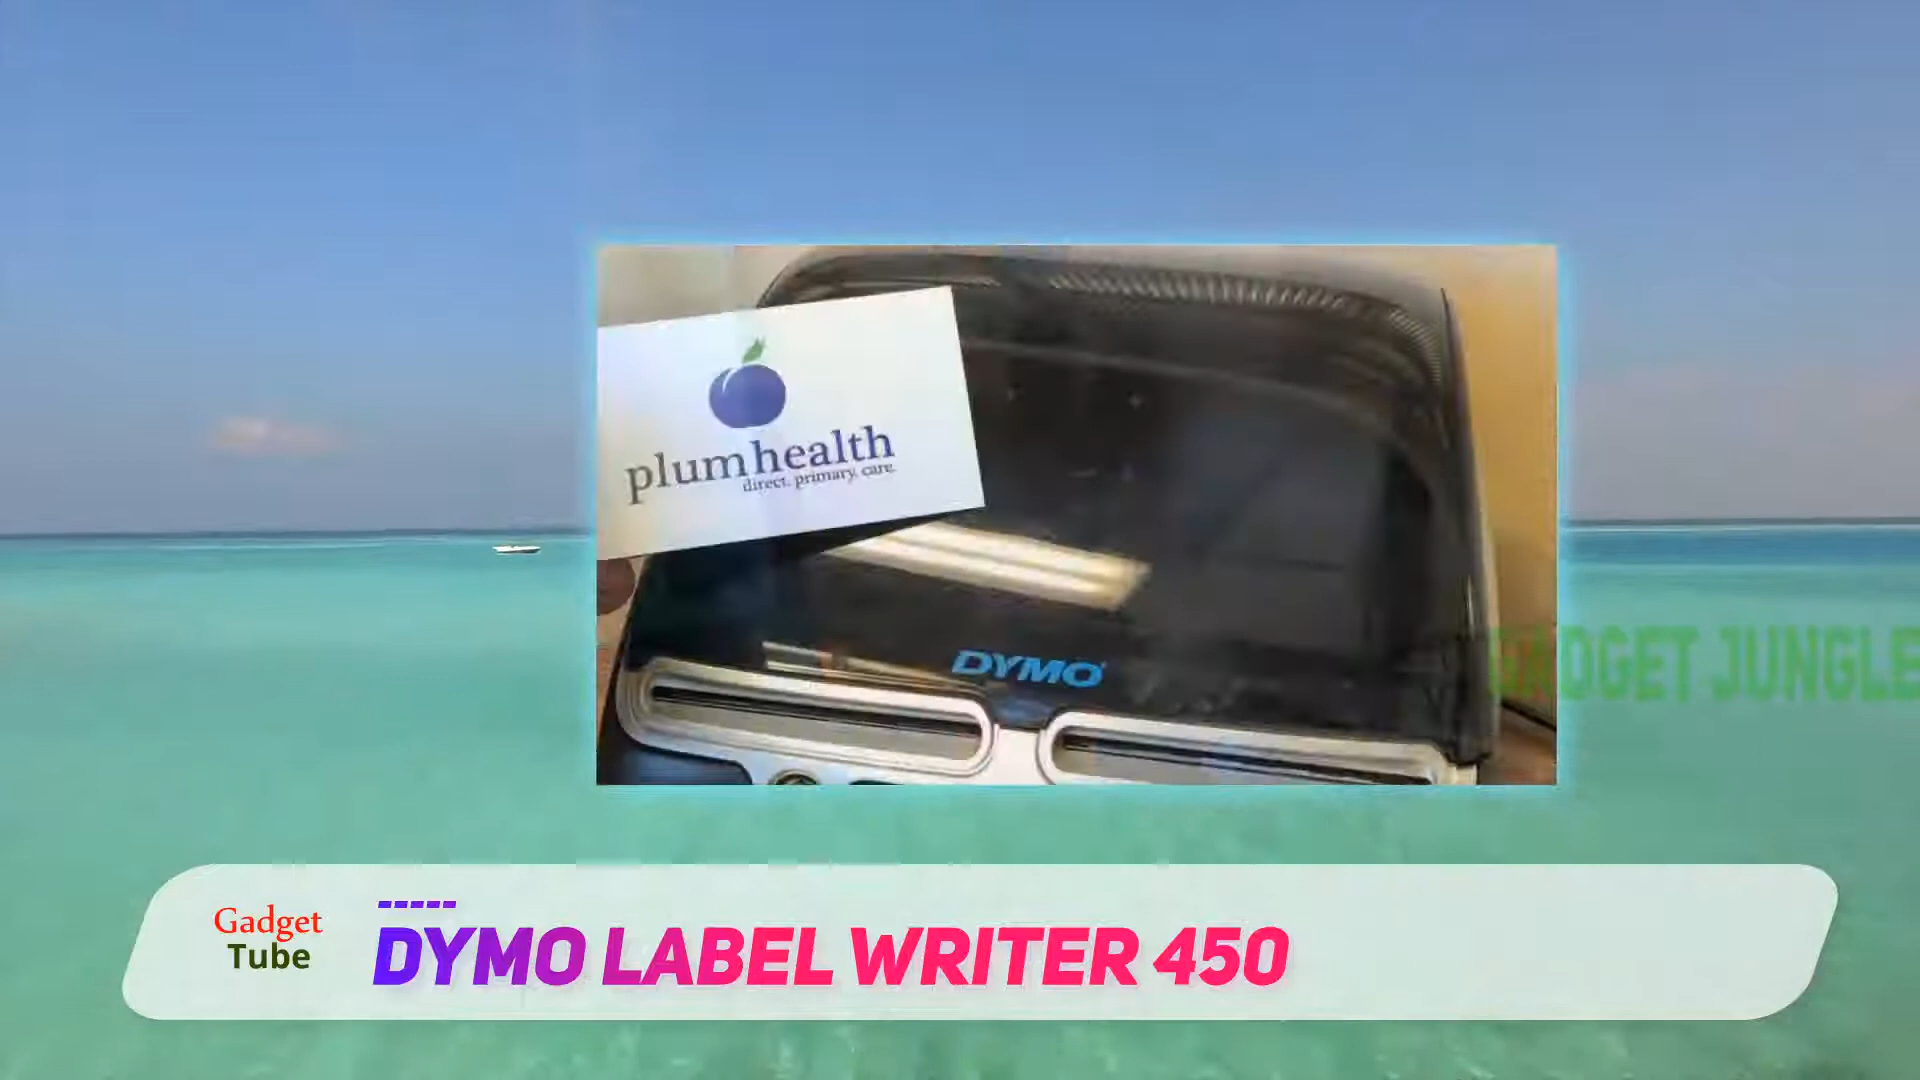 plumhealth
direct. primary. care.
DYMO
GADGET JUNGLE
Gadget
Tube
DYMO LABEL WRITER 450